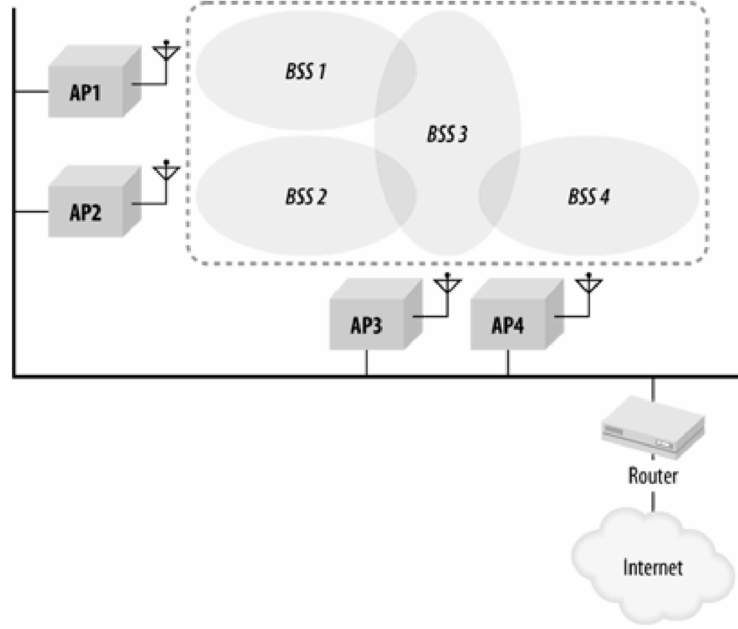 AP1
BSS 1
BSS 3
AP2
BSS 2
BSS 4
AP3
AP4
Router
Internet